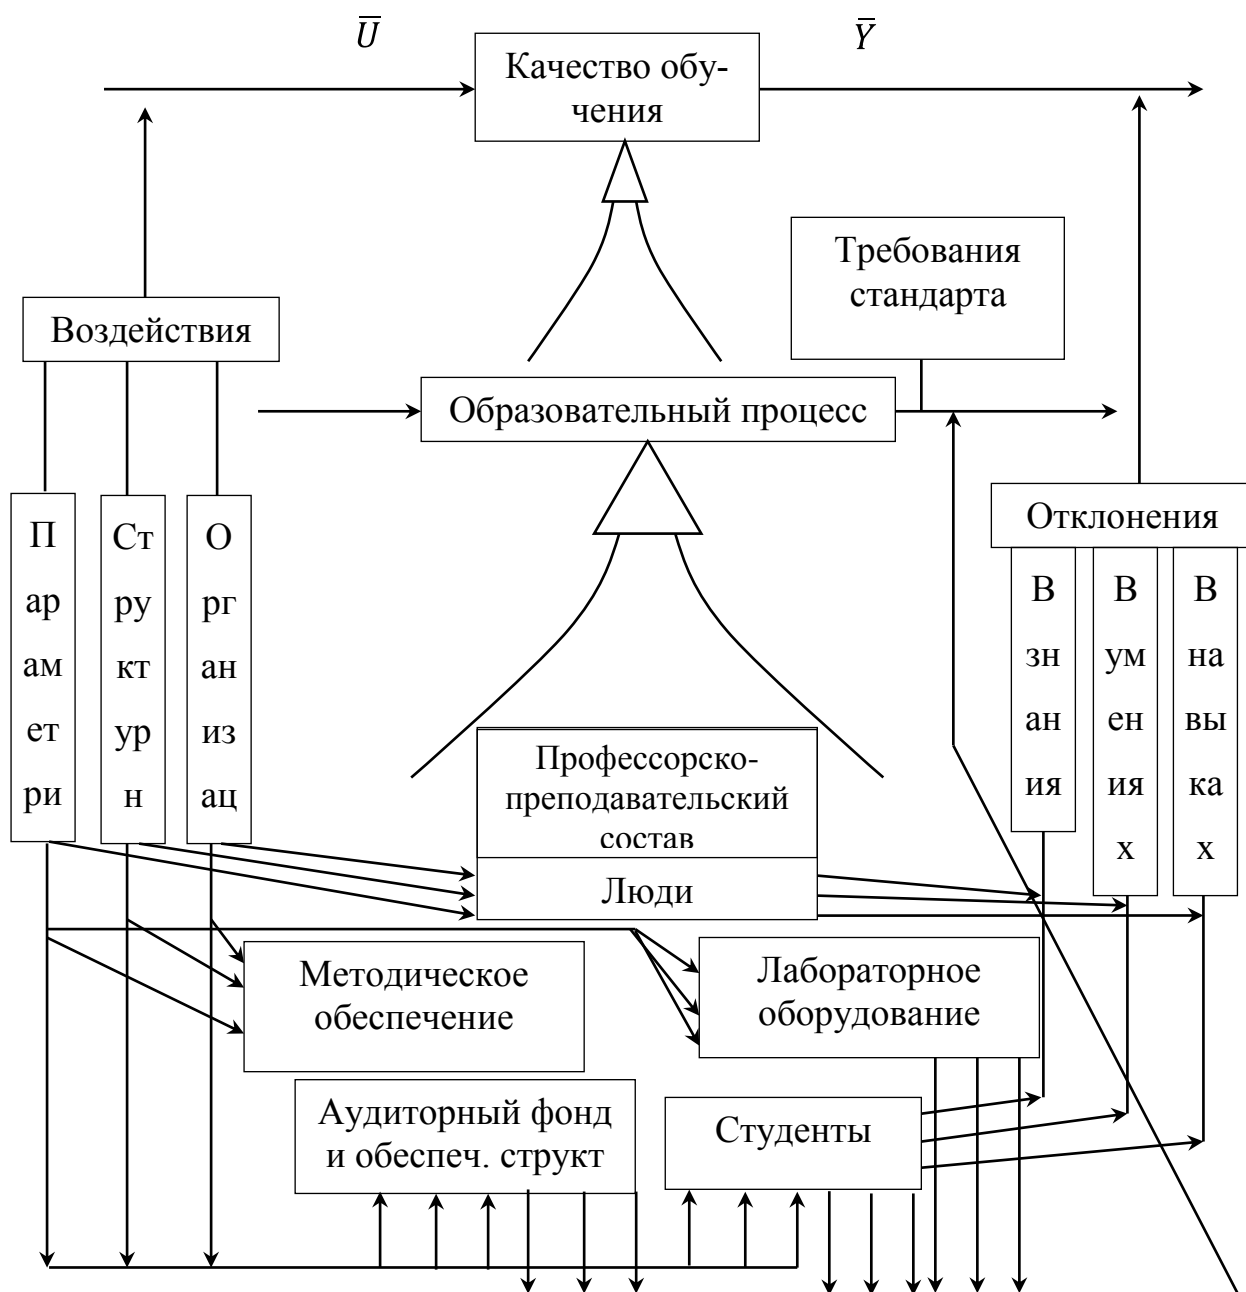 U̅
Y̅
Качество обу-
чения
Требования
стандарта
Воздействия
Образовательный процесс
Отклонения
П
ар
ам
ет
ри
Ст
ру
кт
ур
н
О
рг
ан
из
ац
В
зн
ан
ия
В
ум
ен
ия
х
В
на
вы
ка
х
Профессорско-
преподавательский
состав
Люди
Методическое
обеспечение
Лабораторное
оборудование
Аудиторный фонд
и обеспеч. структ
Студенты